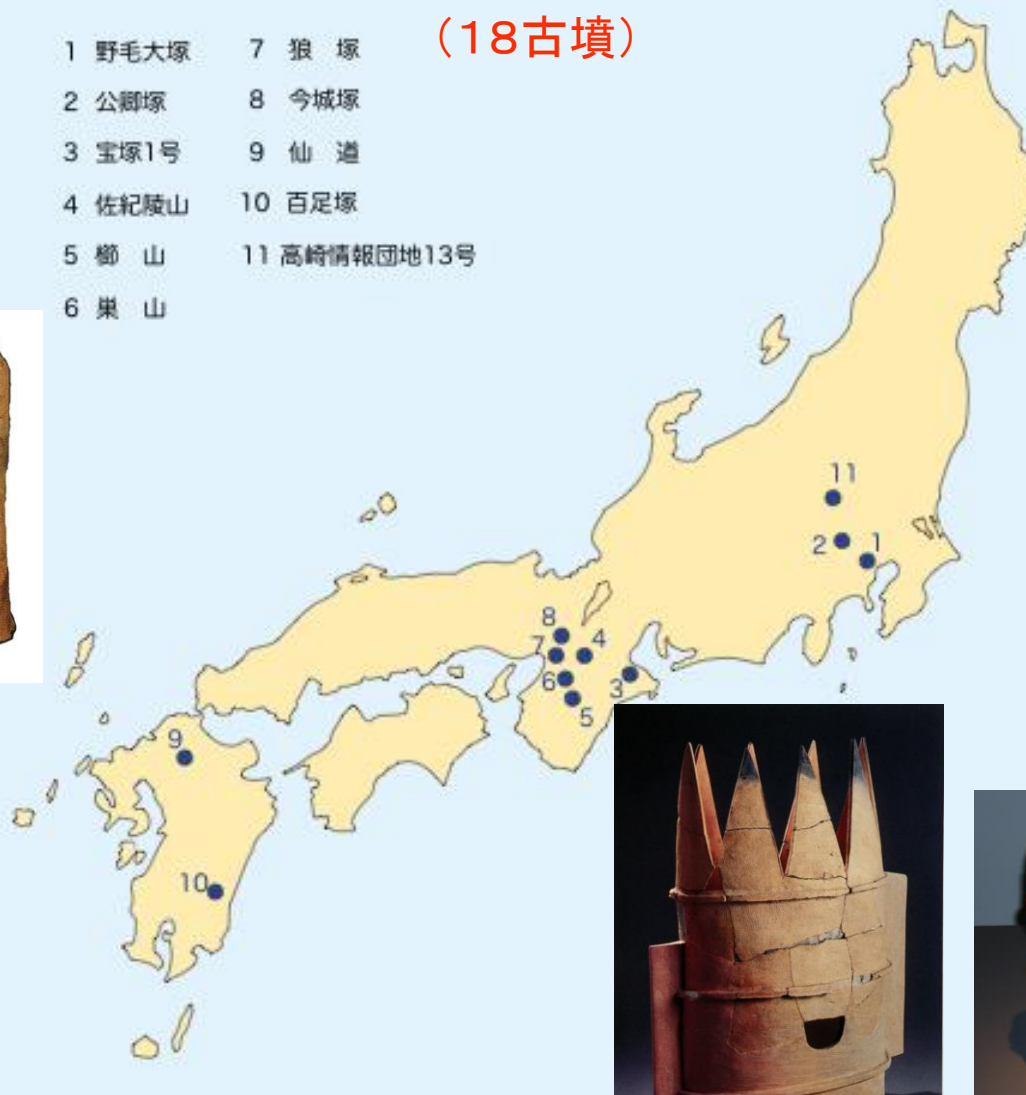 （18古墳）
1 野毛大塚
2 公卿塚
3 宝塚1号
4 佐紀陵山
5 櫛 山
6 巣 山
7 狼 塚
8 今城塚
9 仙 道
10 百足塚
11 高崎情報団地13号
11
2
1
8
7
4
6
3
5
9
10